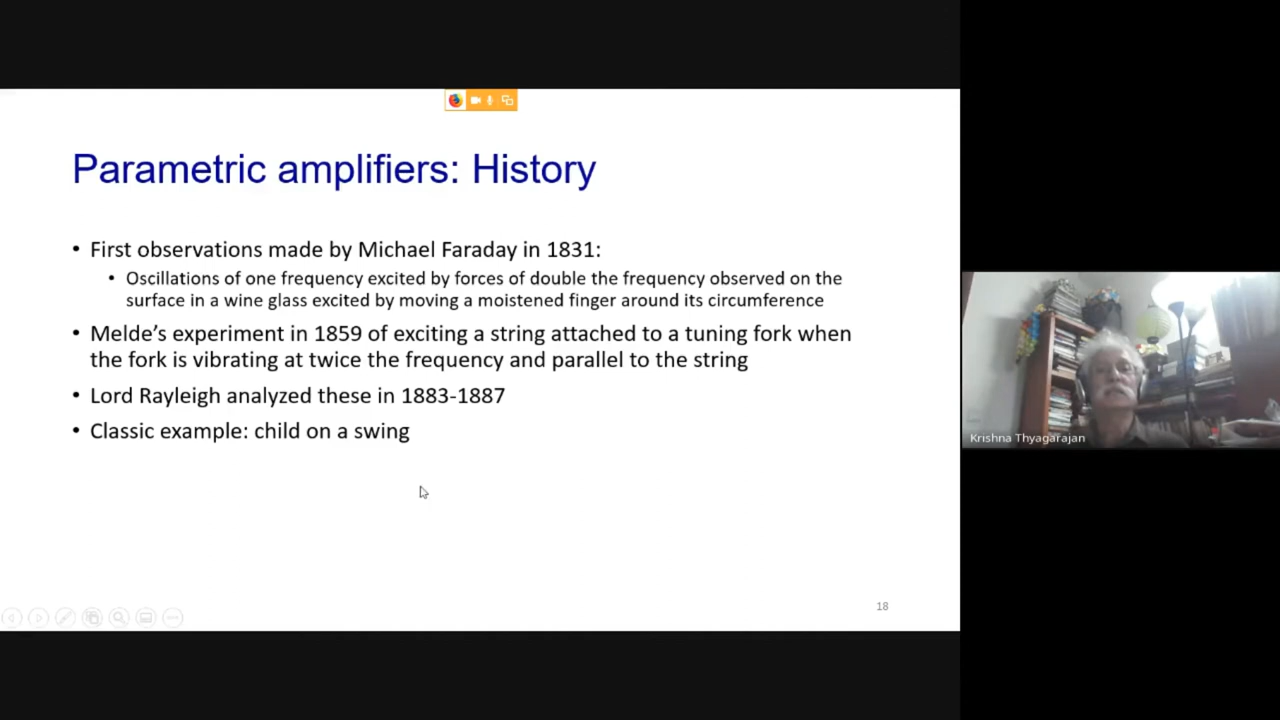 Parametric amplifiers: History
• First observations made by Michael Faraday in 1831:
• Oscillations of one frequency excited by forces of double the frequency observed on the
surface in a wine glass excited by moving a moistened finger around its circumference
• Melde's experiment in 1859 of exciting a string attached to a tuning fork when
the fork is vibrating at twice the frequency and parallel to the string
• Lord Rayleigh analyzed these in 1883-1887
• Classic example: child on a swing
18
Krishna Thyagarajan